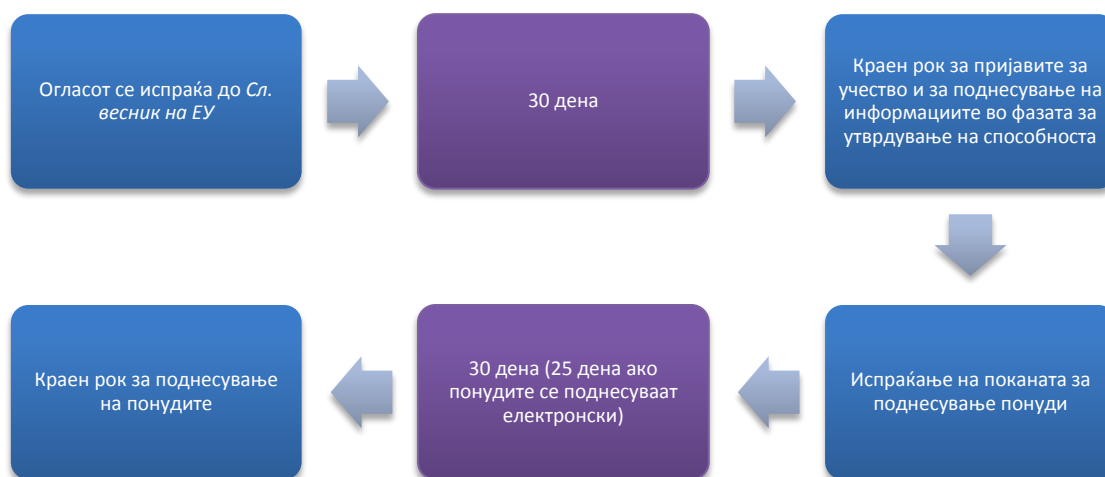 Огласот се испраќа до Сл.
весник на ЕУ
30 дена
Краен рок за пријавите за
учество и за поднесување на
информациите во фазата за
утврдување на способноста
Испраќање на поканата за
поднесување понуди
30 дена (25 дена ако
понудите се поднесуваат
електронски)
Краен рок за поднесување
на понудите